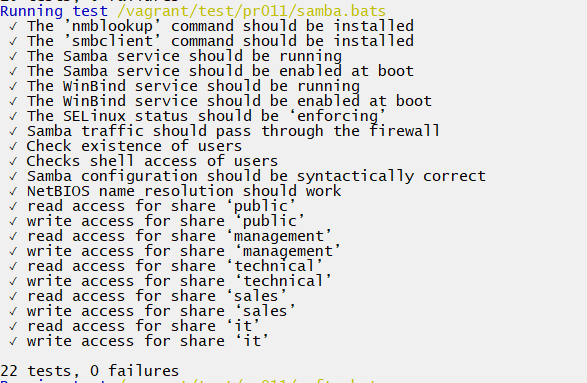 Running test /vagrant/test/pr011/samba.bats
✓ The ’nmblookup’ command should be installed
✓ The ’smbclient’ command should be installed
✓ The Samba service should be running
✓ The Samba service should be enabled at boot
✓ The WinBind service should be running
✓ The WinBind service should be enabled at boot
✓ The SELinux status should be ‘enforcing’
✓ Samba traffic should pass through the firewall
✓ Check existence of users
✓ Checks shell access of users
✓ Samba configuration should be syntactically correct
✓ NetBIOS name resolution should work
✓ read access for share ‘public’
✓ write access for share ‘public’
✓ read access for share ‘management’
✓ write access for share ‘management’
✓ read access for share ‘technical’
✓ write access for share ‘technical’
✓ read access for share ‘sales’
✓ write access for share ‘sales’
✓ read access for share ‘it’
✓ write access for share ‘it’
22 tests, 0 failures